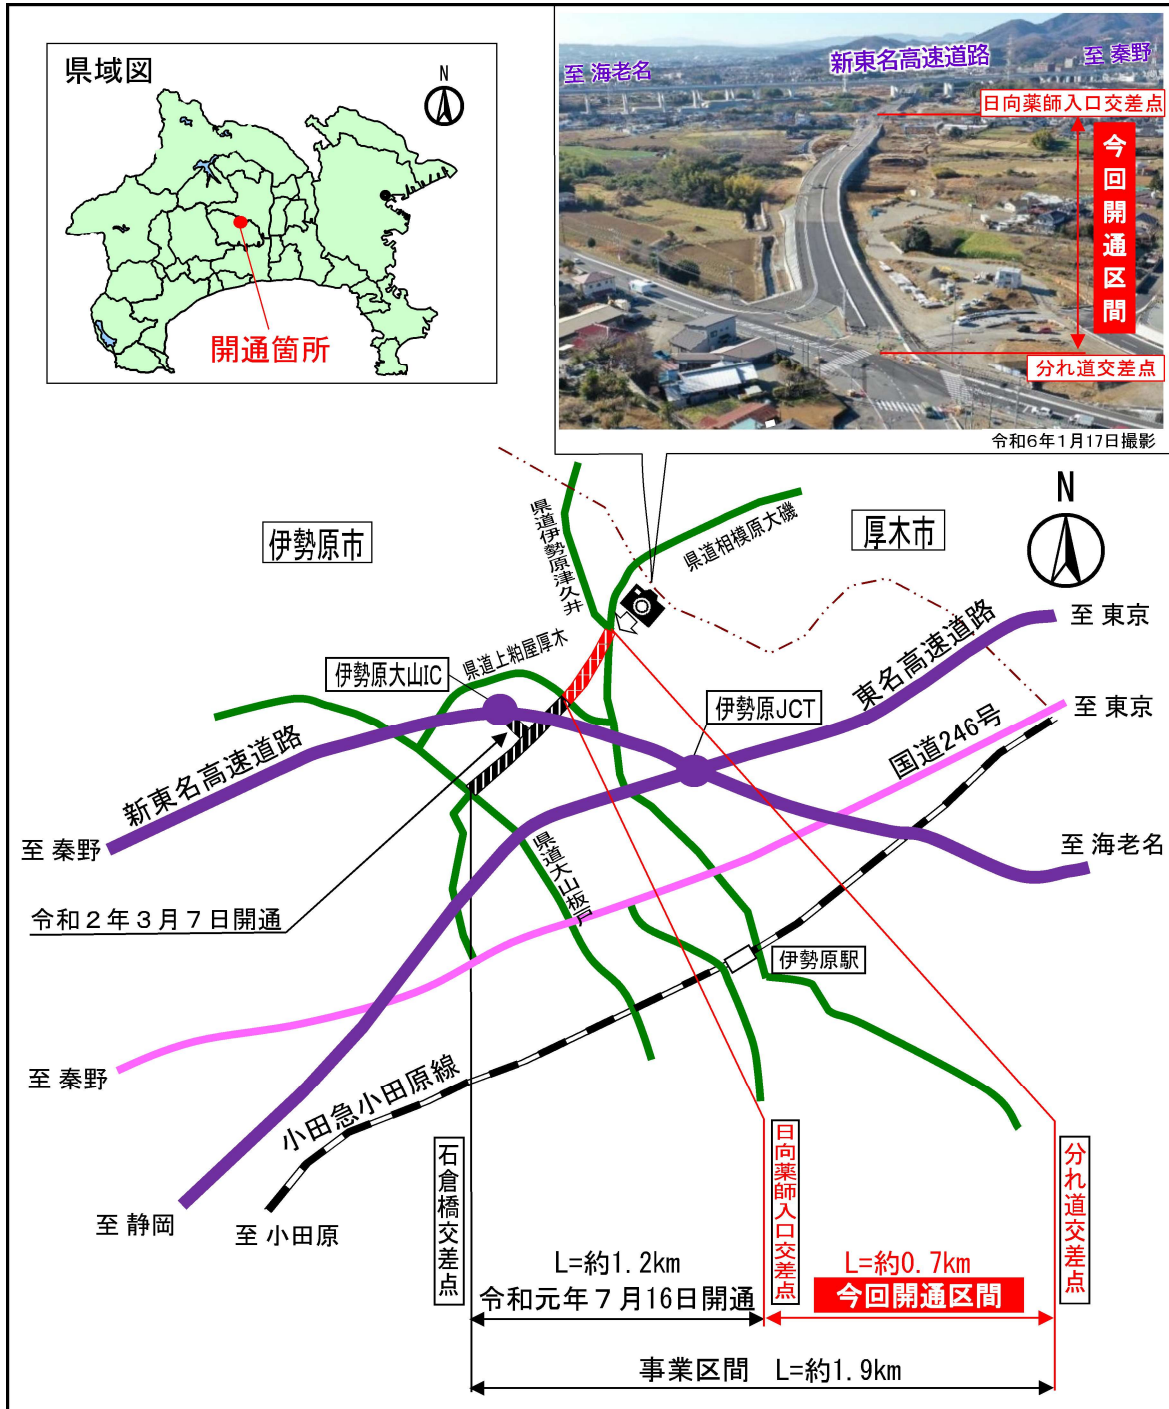 県域図
N
開通箇所
至 海老名
新東名高速道路
至 秦野
日向薬師入口交差点
今回開通区間
分れ道交差点
令和6年1月17日撮影
N
伊勢原市
厚木市
県道伊勢原津久井
県道相模原大磯
県道上粕屋厚木
伊勢原大山IC
伊勢原JCT
東名高速道路
至 東京
国道246号
至 東京
新東名高速道路
至 秦野
至 海老名
県道大山板戸
令和２年３月７日開通
伊勢原駅
至 秦野
小田急小田原線
至 静岡
至 小田原
石倉橋交差点
日向薬師入口交差点
分れ道交差点
L=約1.2km
令和元年７月16日開通
L=約0.7km
今回開通区間
事業区間 L=約1.9km